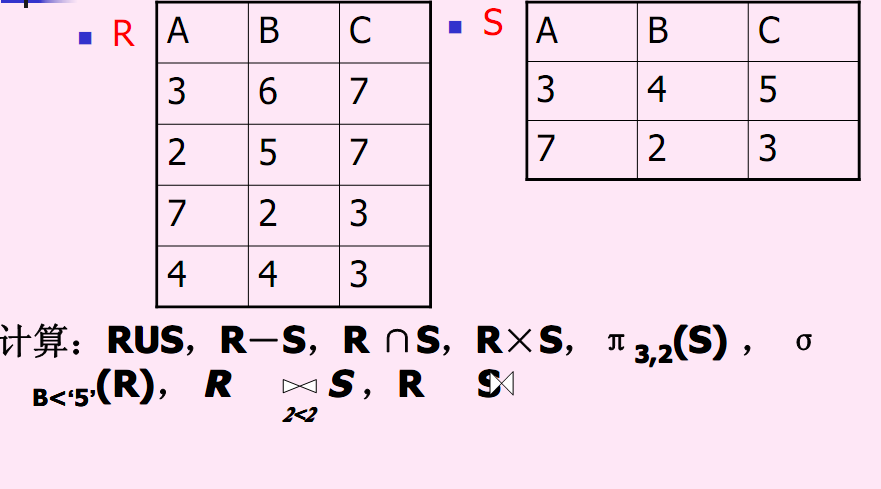 R
A B C
3 6 7
2 5 7
7 2 3
4 4 3
S
A B C
3 4 5
7 2 3
计算：RUS，R－S，R ∩S，R×S， π 3,2(S) ， σ
B<‘5’(R)，R ⋈ S，R S⋈
2<2